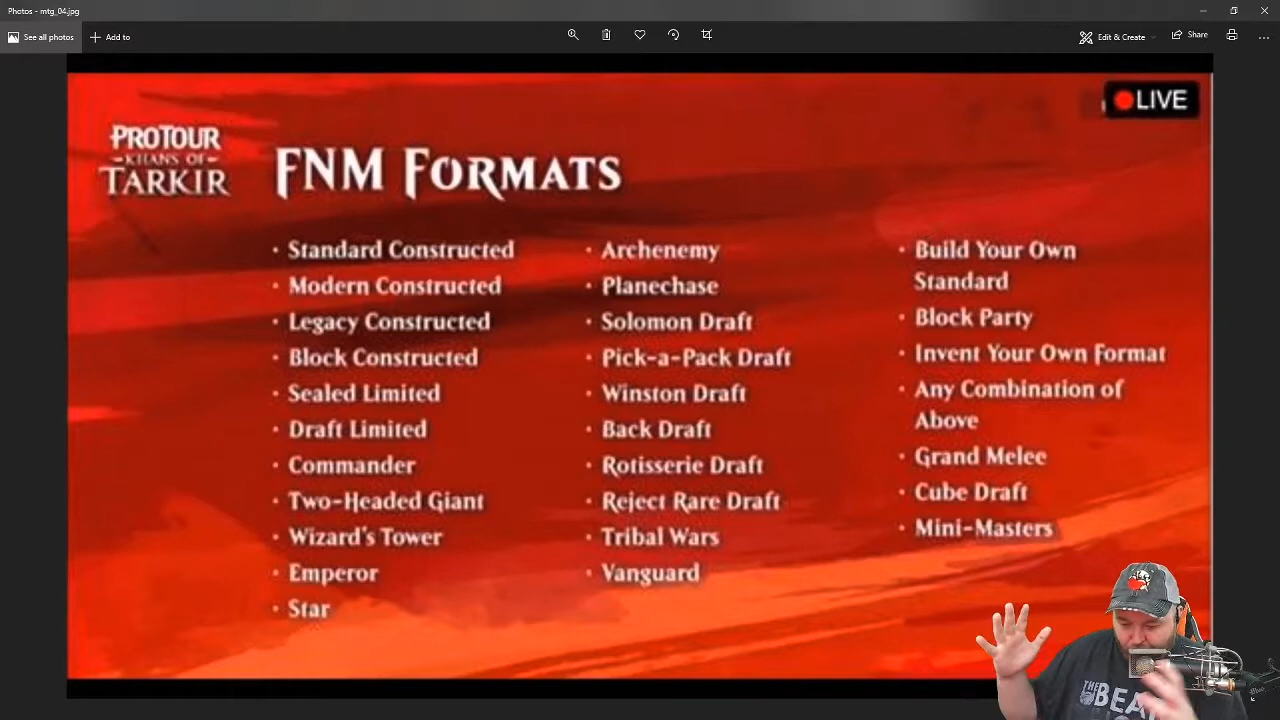 Photos - mtg_04.jpg
See all photos
Add to
Edit & Create
Share
LIVE
PROTOUR
KHANS OF
TARKIR
FNM FORMATS
Standard Constructed
Modern Constructed
Legacy Constructed
Block Constructed
Sealed Limited
Draft Limited
Commander
Two-Headed Giant
Wizard's Tower
Emperor
Star
Archenemy
Planechase
Solomon Draft
Pick-a-Pack Draft
Winston Draft
Back Draft
Rotisserie Draft
Reject Rare Draft
Tribal Wars
Vanguard
Build Your Own
Standard
Block Party
Invent Your Own Format
Any Combination of
Above
Grand Melee
Cube Draft
Mini-Masters
THE